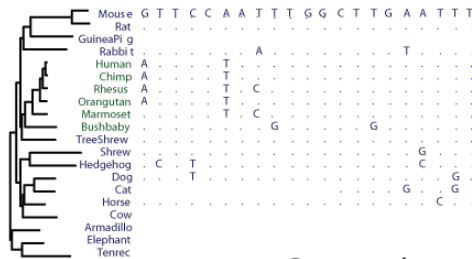 Mouse G T T C C A A T T T G G C T T G A A T T T
Rat . . . . . . . . . . . . . . . . . . . . .
GuineaPig
Rabbit . . . . . . . A . . . . . . . . T . . . .
Human A . . . . T . . . . . . . . . . . . . . .
Chimp A . . . . T . . . . . . . . . . . . . . .
Rhesus A . . . . T . C . . . . . . . . . . . . .
Orangutan A . . . . T . . . . . . . . . . . . . . .
Marmoset . . . . . T . C . . . . . . . . . . . . .
Bushbaby . . . . . . . . G . . . . . G . . . . . .
TreeShrew . . . . . . . . . . . . . . . . . . . . .
Shrew . . . . . . . . . . . . . . . . . G . . .
Hedgehog . C . T . . . . . . . . . . . . . C . . .
Dog . . . T . . . . . . . . . . . . . . . G .
Cat . . . . . . . . . . . . . . . . G . . G .
Horse . . . . . . . . . . . . . . . . . . C . .
Cow
Armadillo
Elephant
Tenrec